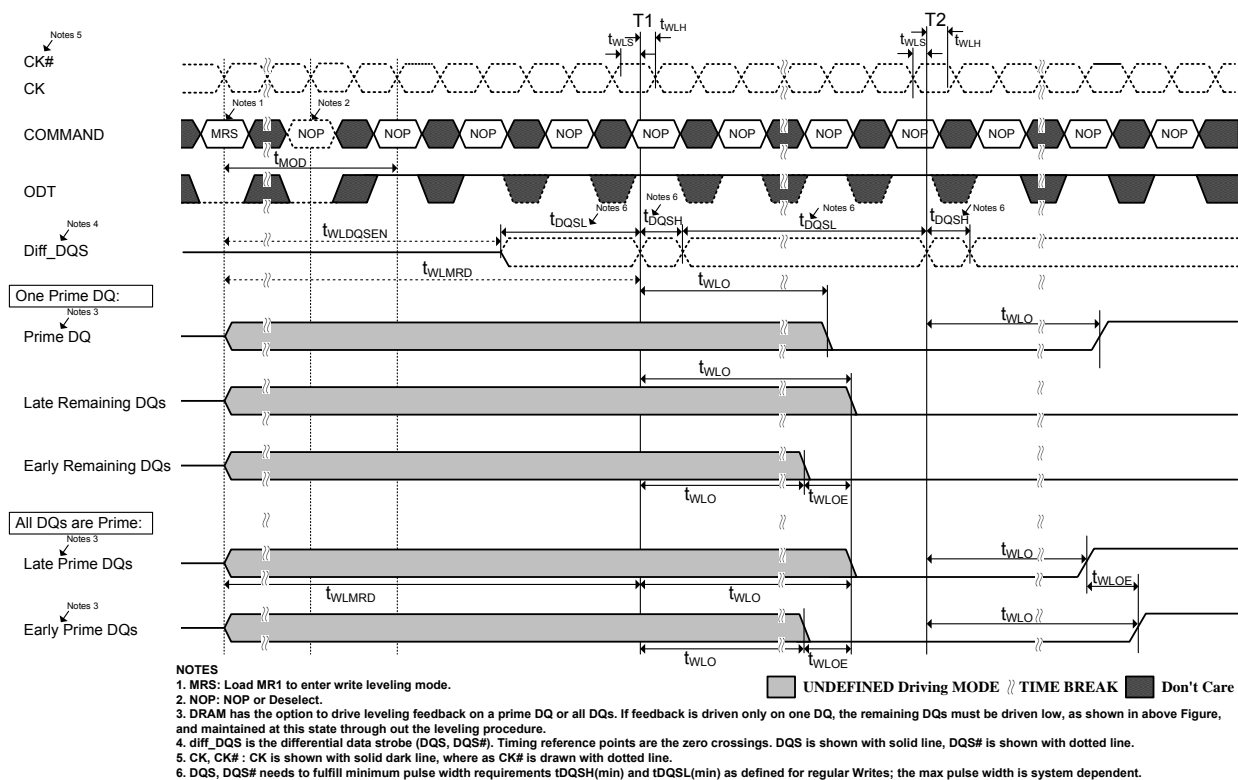 T1 T2
tWLS tWLH tWLS tWLH
Notes 5
CK#
CK
Notes 1 Notes 2
COMMAND MRS NOP NOP NOP NOP NOP NOP NOP NOP NOP NOP NOP
tMOD
ODT
Notes 4 Notes 6 Notes 6 Notes 6 Notes 6
tWLDQSEN tDQSL tDQSH tDQSL tDQSH
Diff_DQS
tWLMRD
One Prime DQ:
tWLO tWLO
Notes 3
Prime DQ
tWLO
Late Remaining DQs
Early Remaining DQs
tWLO tWLOE
All DQs are Prime:
Notes 3
Late Prime DQs
tWLO
tWLMRD tWLO tWLOE
Notes 3
Early Prime DQs
tWLO
tWLO tWLOE
NOTES
1. MRS: Load MR1 to enter write leveling mode.
UNDEFINED Driving MODE TIME BREAK Don't Care
2. NOP: NOP or Deselect.
3. DRAM has the option to drive leveling feedback on a prime DQ or all DQs. If feedback is driven only on one DQ, the remaining DQs must be driven low, as shown in above Figure,
and maintained at this state through out the leveling procedure.
4. diff_DQS is the differential data strobe (DQS, DQS#). Timing reference points are the zero crossings. DQS is shown with solid line, DQS# is shown with dotted line.
5. CK, CK# : CK is shown with solid dark line, where as CK# is drawn with dotted line.
6. DQS, DQS# needs to fulfill minimum pulse width requirements tDQSH(min) and tDQSL(min) as defined for regular Writes; the max pulse width is system dependent.